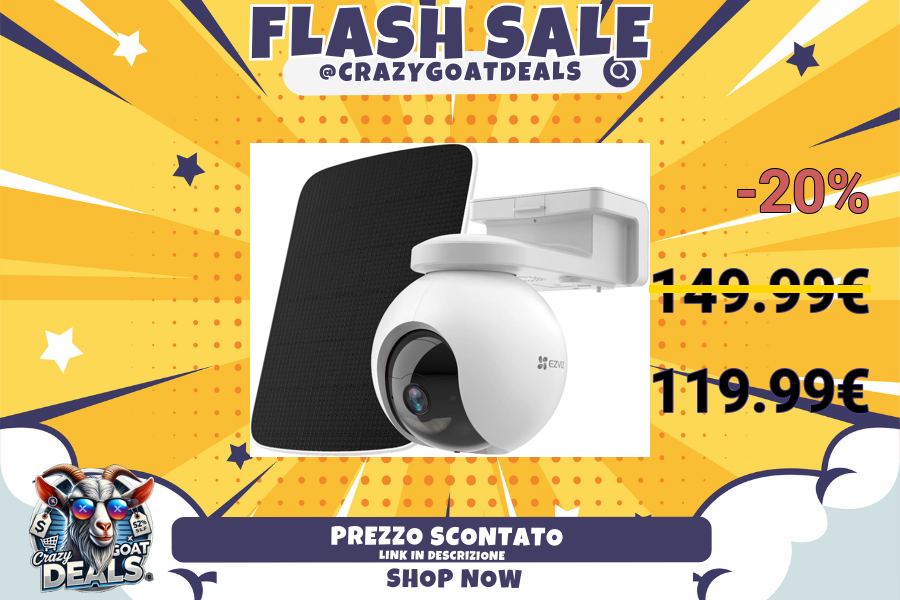 FLASH SALE
@CRAZYGOATDEALS
-20%
149.99€
119.99€
EZVIZ
PREZZO SCONTATO
LINK IN DESCRIZIONE
SHOP NOW
$
52%
Crazy
GOAT
DEALS